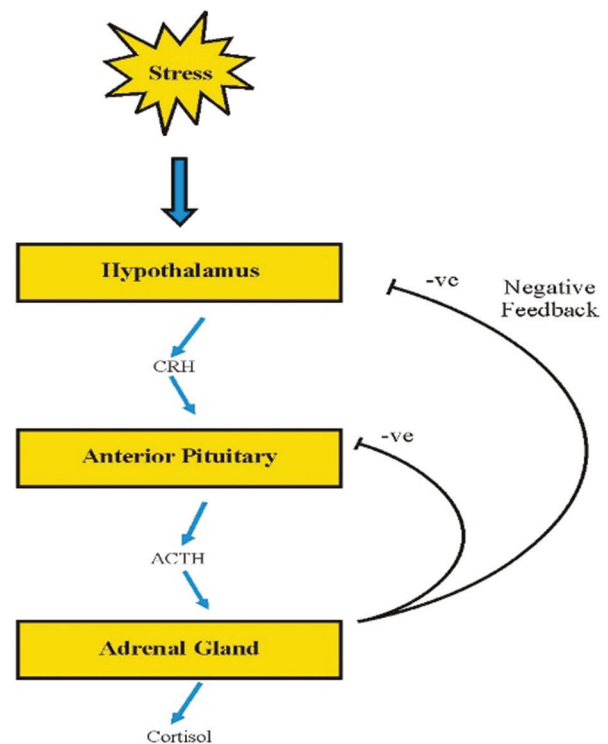 Stress
Hypothalamus
-ve
Negative
Feedback
CRH
-ve
Anterior Pituitary
ACTH
Adrenal Gland
Cortisol